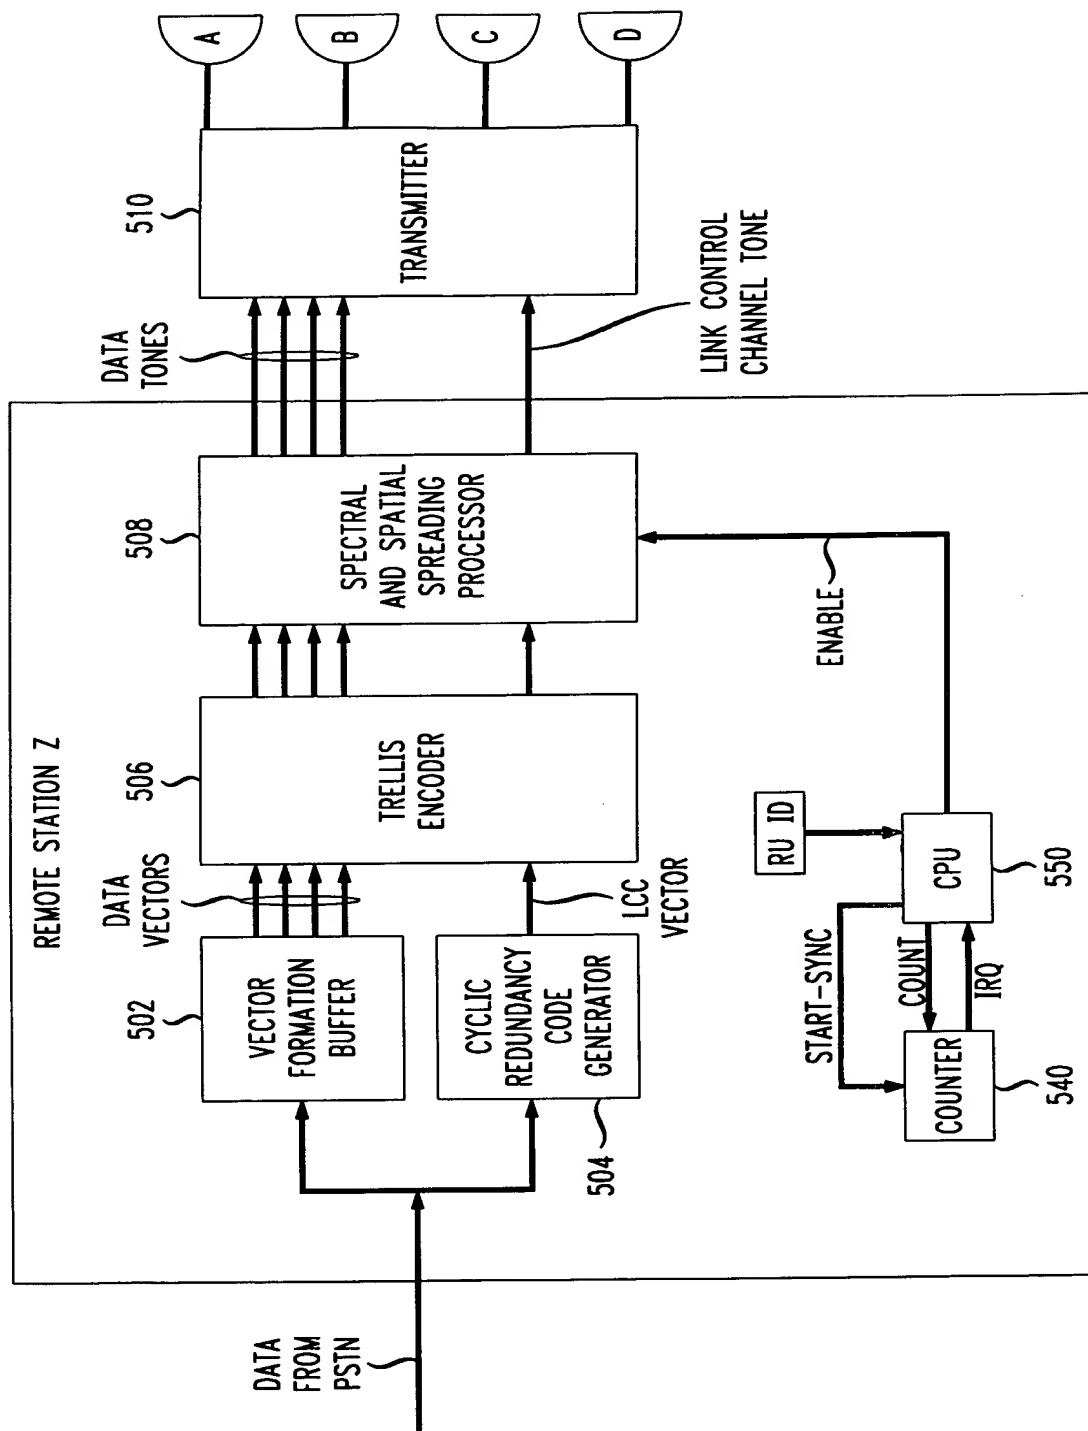 REMOTE STATION Z
DATA
FROM
PSTN
502
VECTOR
FORMATION
BUFFER
DATA
VECTORS
504
CYCLIC
REDUNDANCY
CODE
GENERATOR
LCC
VECTOR
506
TRELLIS
ENCODER
508
SPECTRAL
AND SPATIAL
SPREADING
PROCESSOR
DATA
TONES
LINK CONTROL
CHANNEL TONE
510
TRANSMITTER
A
B
C
D
START-SYNC
COUNT
IRQ
COUNTER
540
RU ID
CPU
550
ENABLE